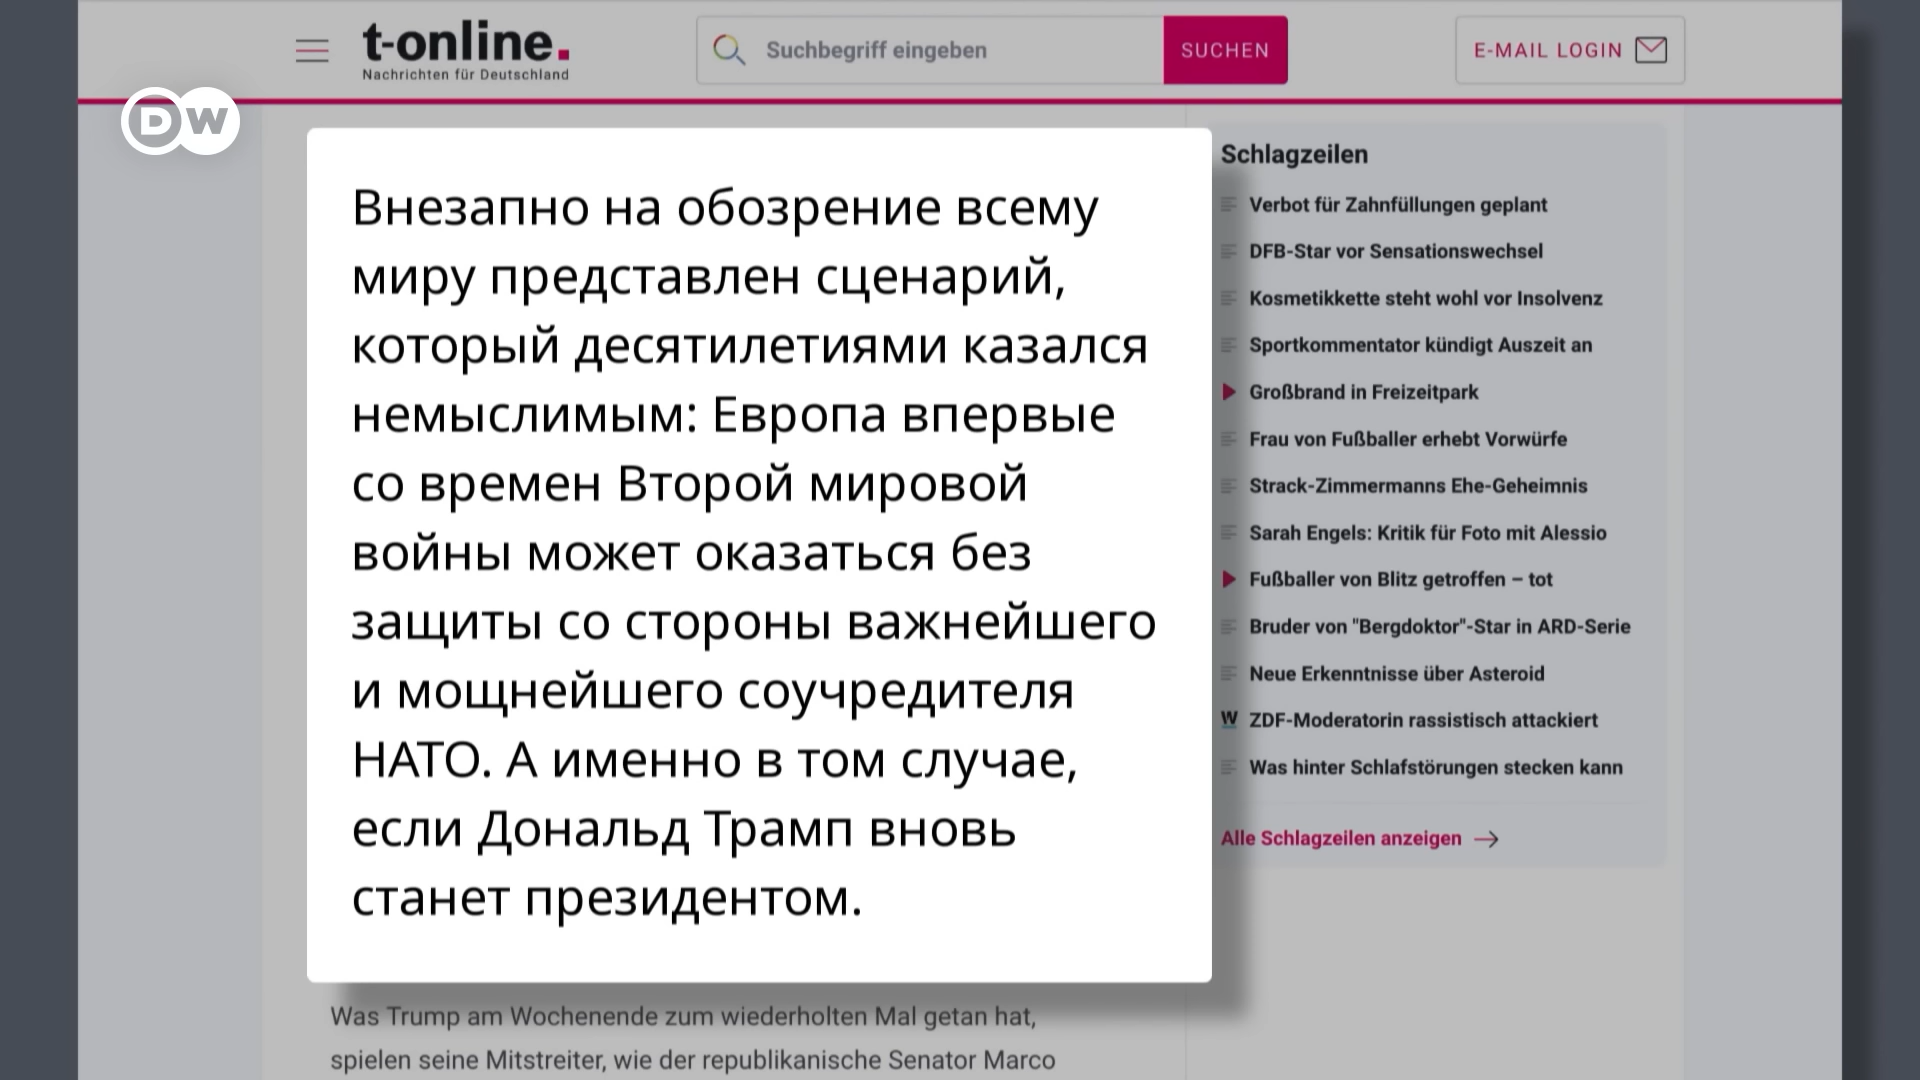 t-online.
Nachrichten für Deutschland
Suchbegriff eingeben
SUCHEN
E-MAIL LOGIN
DW
Внезапно на обозрение всему
миру представлен сценарий,
который десятилетиями казался
немыслимым: Европа впервые
со времен Второй мировой
войны может оказаться без
защиты со стороны важнейшего
и мощнейшего соучредителя
НАТО. А именно в том случае,
если Дональд Трамп вновь
станет президентом.
Was Trump am Wochenende zum wiederholten Mal getan hat,
spielen seine Mitstreiter, wie der republikanische Senator Marco
Schlagzeilen
Verbot für Zahnfüllungen geplant
DFB-Star vor Sensationswechsel
Kosmetikkette steht wohl vor Insolvenz
Sportkommentator kündigt Auszeit an
Großbrand in Freizeitpark
Frau von Fußballer erhebt Vorwürfe
Strack-Zimmermanns Ehe-Geheimnis
Sarah Engels: Kritik für Foto mit Alessio
Fußballer von Blitz getroffen – tot
Bruder von "Bergdoktor"-Star in ARD-Serie
Neue Erkenntnisse über Asteroid
W ZDF-Moderatorin rassistisch attackiert
Was hinter Schlafstörungen stecken kann
Alle Schlagzeilen anzeigen